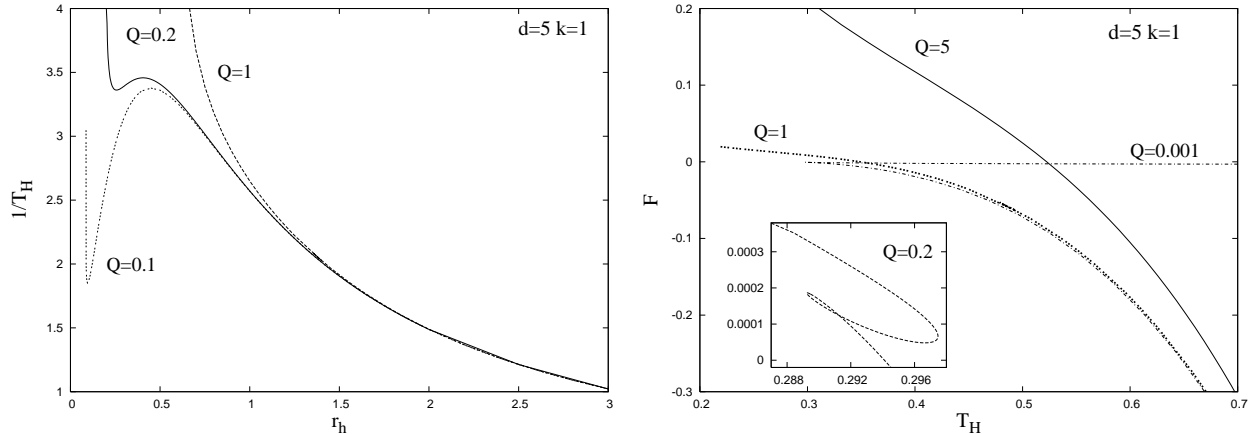 4
3.5
3
2.5
2
1.5
1
0
0.5
1
1.5
2
2.5
3
1/T_H
r_h
Q=0.2
Q=1
Q=0.1
d=5 k=1
0.2
0.1
0
-0.1
-0.2
-0.3
0.2
0.3
0.4
0.5
0.6
0.7
F
T_H
Q=5
d=5 k=1
Q=1
Q=0.001
Q=0.2
0.0003
0.0002
0.0001
0
0.288
0.292
0.296